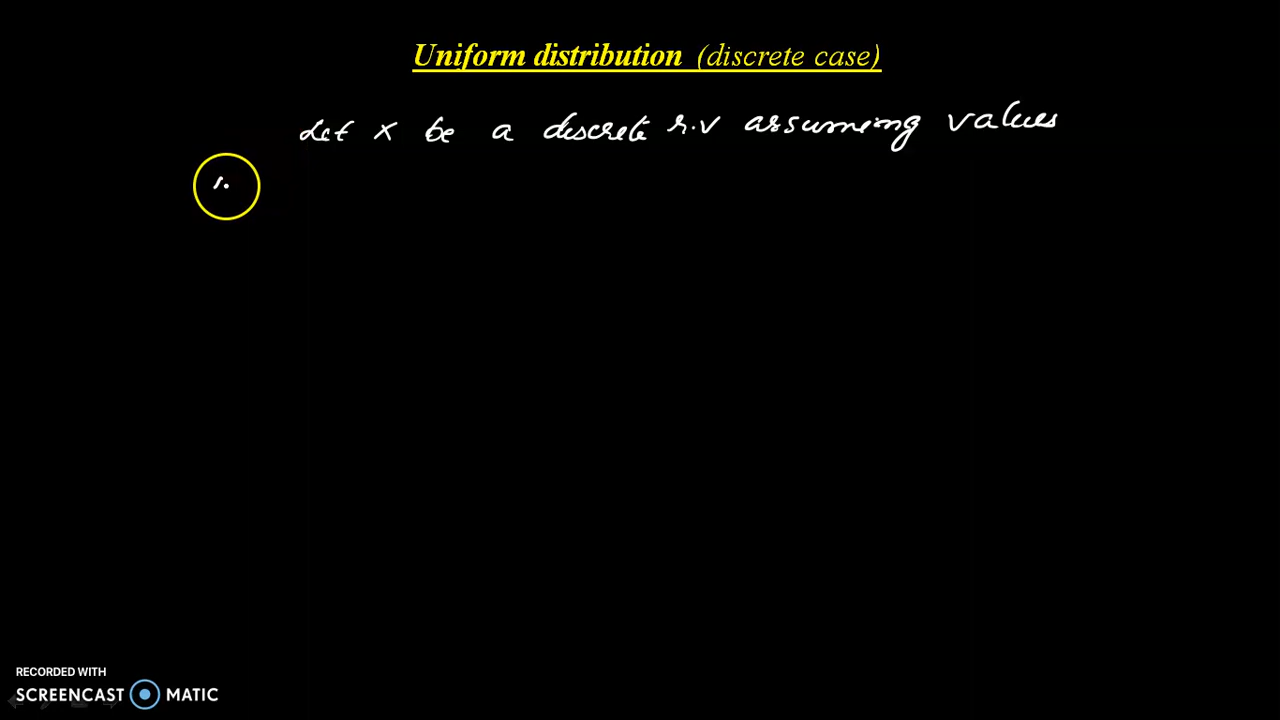 Uniform distribution (discrete case)
Let X be a discrete r.v assuming values
1.
RECORDED WITH
SCREENCAST MATIC